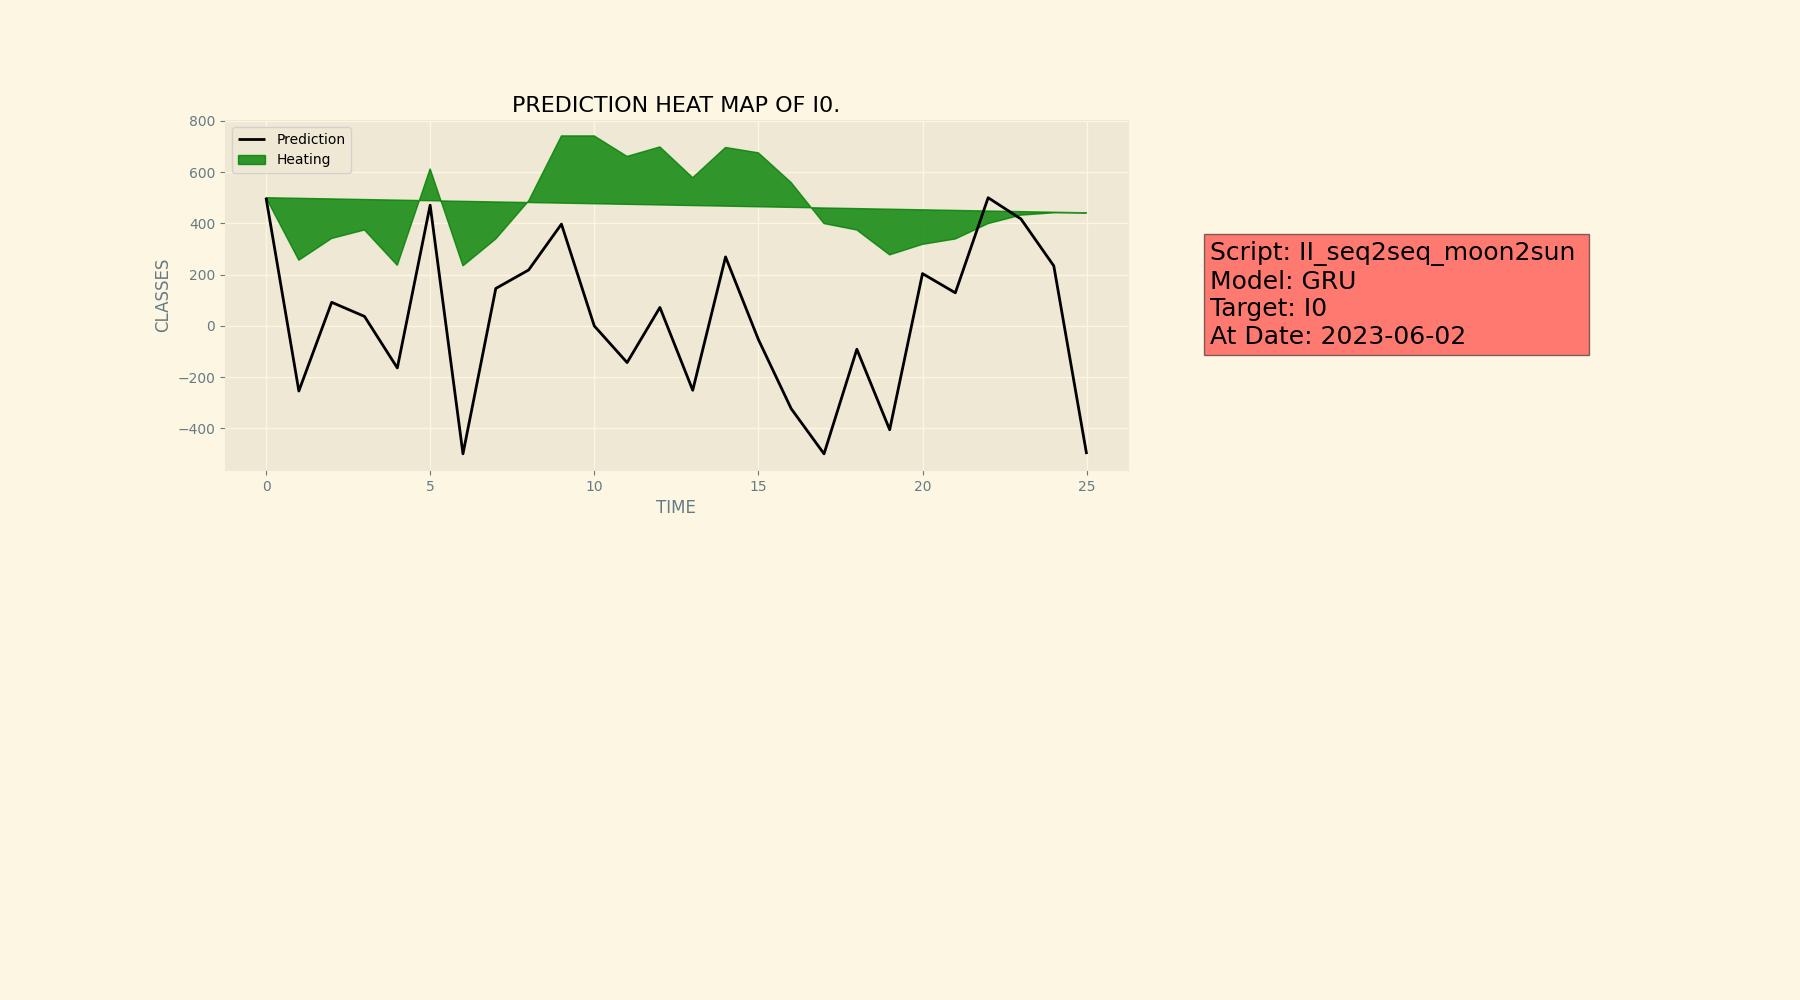 PREDICTION HEAT MAP OF I0.
800
600
400
200
0
−200
−400
CLASSES
Prediction
Heating
0 5 10 15 20 25
TIME
Script: II_seq2seq_moon2sun
Model: GRU
Target: I0
At Date: 2023-06-02